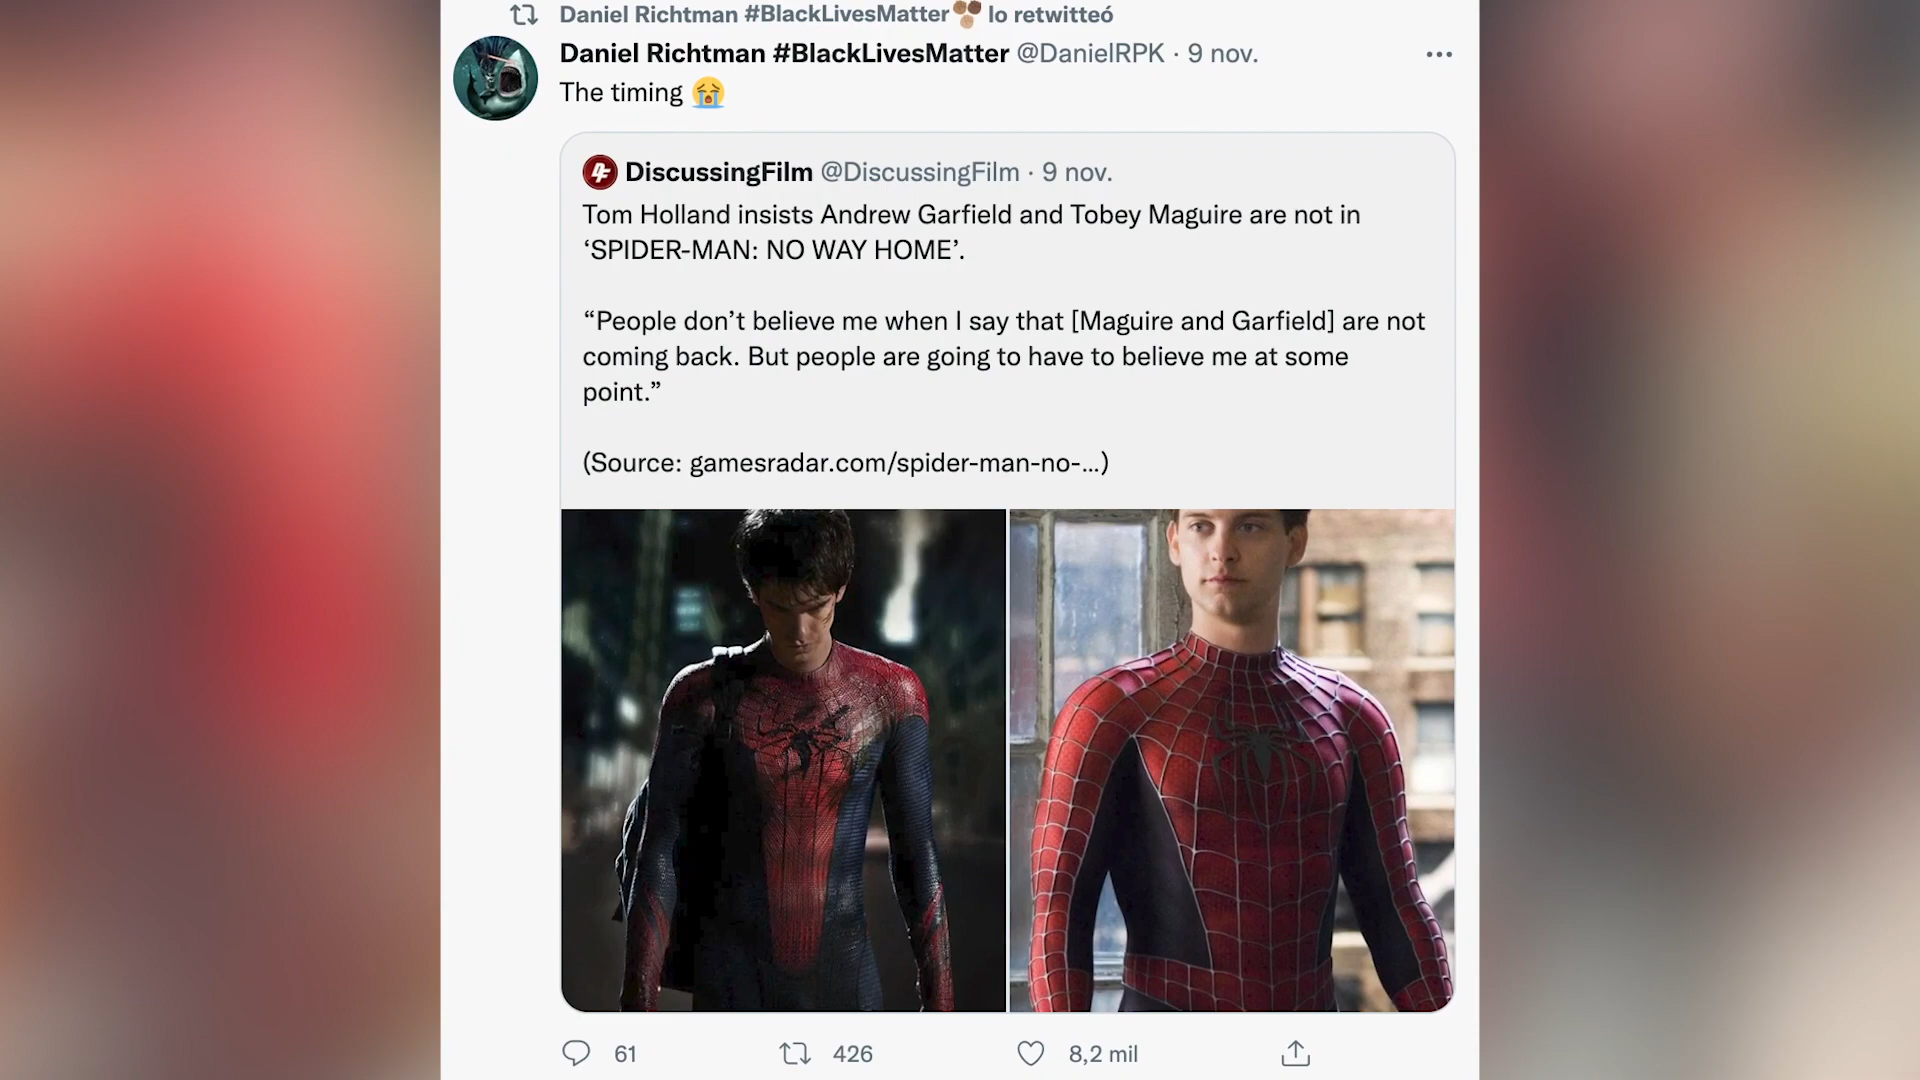 Daniel Richtman #BlackLivesMatter lo retwitteó
Daniel Richtman #BlackLivesMatter @DanielRPK · 9 nov.
The timing 😭
DiscussingFilm @DiscussingFilm · 9 nov.
Tom Holland insists Andrew Garfield and Tobey Maguire are not in
‘SPIDER-MAN: NO WAY HOME’.
“People don’t believe me when I say that [Maguire and Garfield] are not
coming back. But people are going to have to believe me at some
point.”
(Source: gamesradar.com/spider-man-no-...)
61 426 8,2 mil